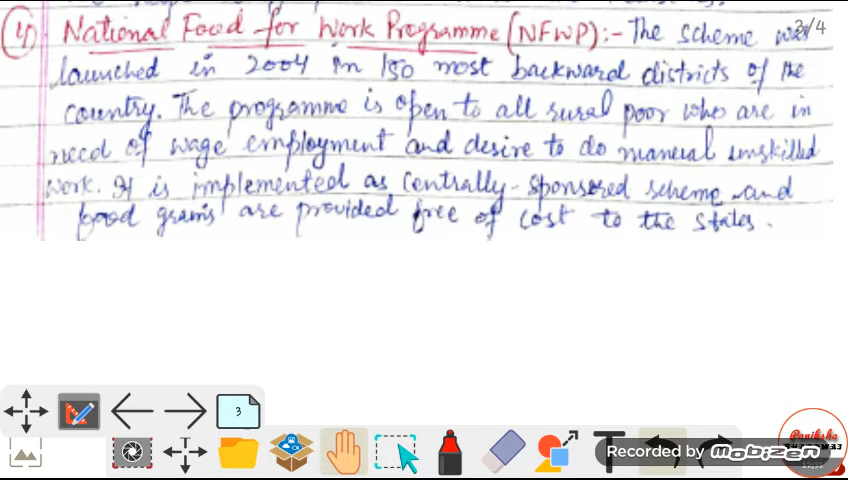 (4) National Food for Work Programme (NFWP):- The scheme was 3/4
launched in 2004 in 150 most backward districts of the
country. The programme is open to all rural poor who are in
need of wage employment and desire to do manual unskilled
work. It is implemented as centrally-sponsored scheme and
food grains are provided free of cost to the states.
3
T
Recorded by mobizen